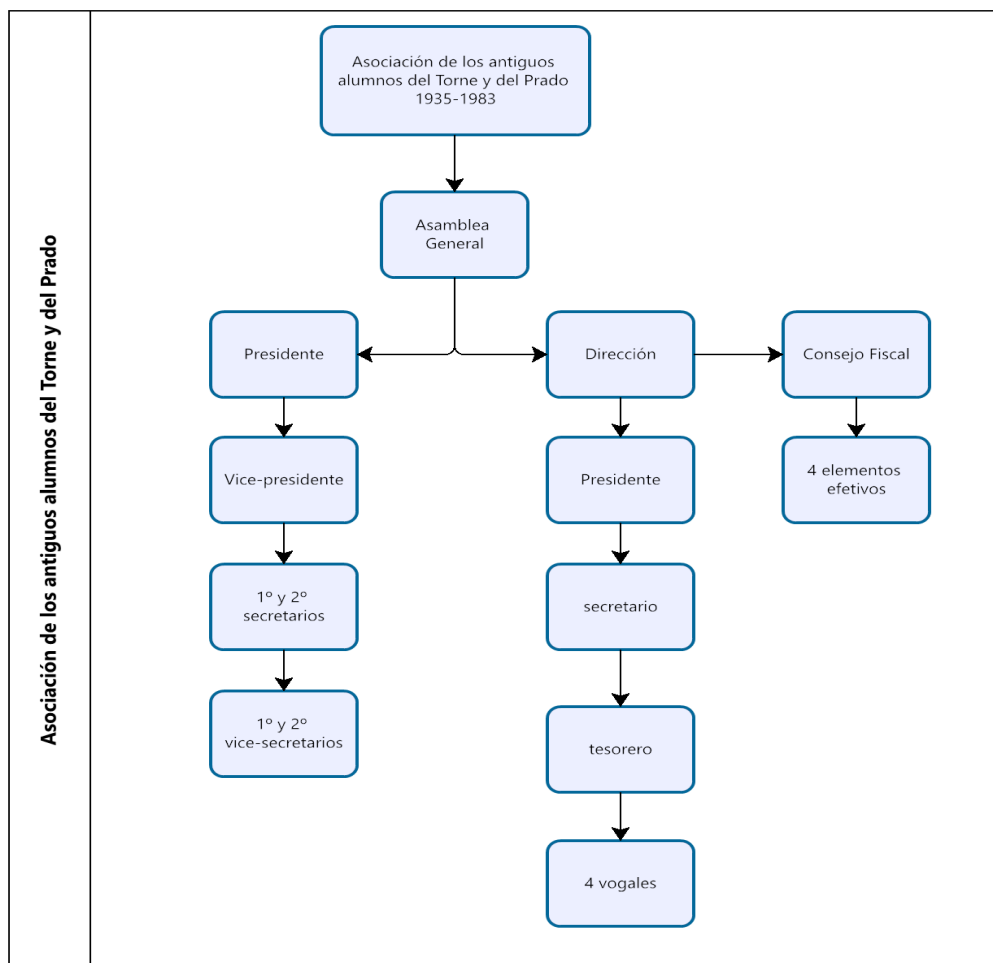 Asociación de los antiguos alumnos del Torne y del Prado
Asociación de los antiguos
alumnos del Torne y del Prado
1935-1983
Asamblea
General
Presidente
Dirección
Consejo Fiscal
Vice-presidente
Presidente
4 elementos
efetivos
1º y 2º
secretarios
secretario
1º y 2º
vice-secretarios
tesorero
4 vogales